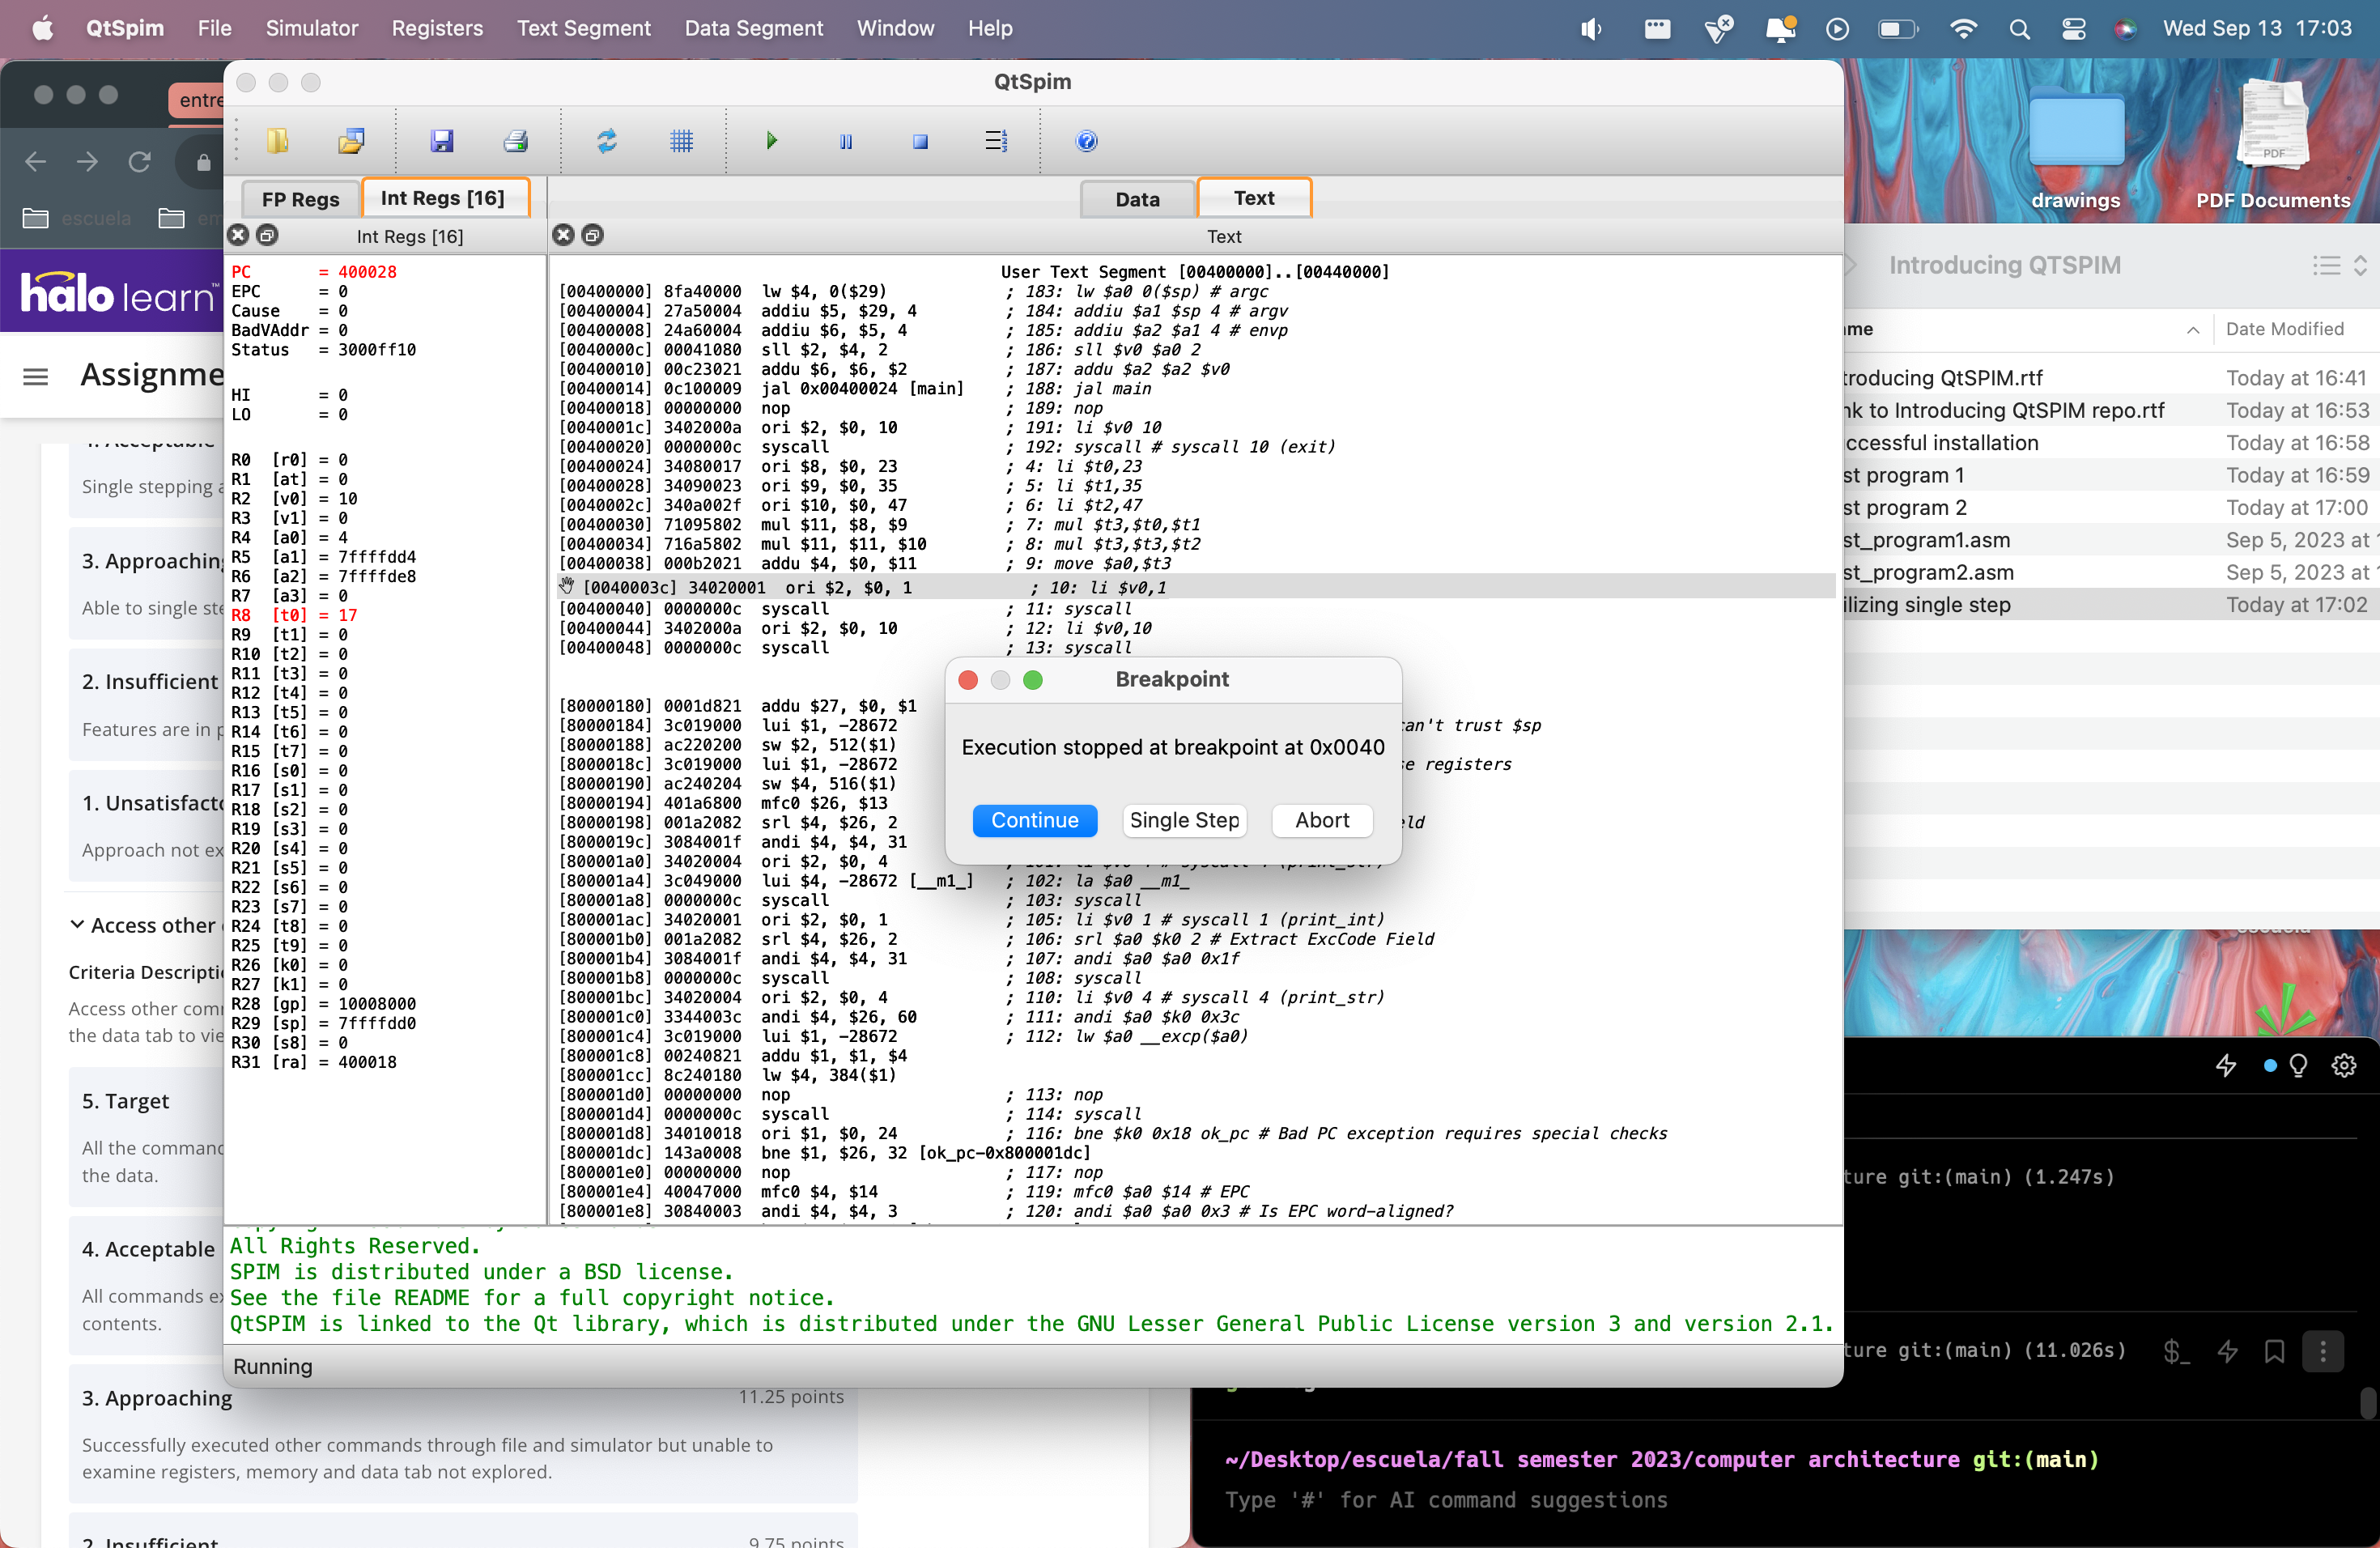 QtSpim File Simulator Registers Text Segment Data Segment Window Help Wed Sep 13 17:03
QtSpim
FP Regs
Int Regs [16]
Data
Text
Int Regs [16]
Text
PC = 400028
EPC = 0
Cause = 0
BadVAddr = 0
Status = 3000ff10
HI = 0
LO = 0
R0 [r0] = 0
R1 [at] = 0
R2 [v0] = 10
R3 [v1] = 0
R4 [a0] = 4
R5 [a1] = 7ffffdd4
R6 [a2] = 7ffffde8
R7 [a3] = 0
R8 [t0] = 17
R9 [t1] = 0
R10 [t2] = 0
R11 [t3] = 0
R12 [t4] = 0
R13 [t5] = 0
R14 [t6] = 0
R15 [t7] = 0
R16 [s0] = 0
R17 [s1] = 0
R18 [s2] = 0
R19 [s3] = 0
R20 [s4] = 0
R21 [s5] = 0
R22 [s6] = 0
R23 [s7] = 0
R24 [t8] = 0
R25 [t9] = 0
R26 [k0] = 0
R27 [k1] = 0
R28 [gp] = 10008000
R29 [sp] = 7ffffdd0
R30 [s8] = 0
R31 [ra] = 400018
User Text Segment [00400000]..[00440000]
[00400000] 8fa40000 lw $4, 0($29) ; 183: lw $a0 0($sp) # argc
[00400004] 27a50004 addiu $5, $29, 4 ; 184: addiu $a1 $sp 4 # argv
[00400008] 24a60004 addiu $6, $5, 4 ; 185: addiu $a2 $a1 4 # envp
[0040000c] 00041080 sll $2, $4, 2 ; 186: sll $v0 $a0 2
[00400010] 00c23021 addu $6, $6, $2 ; 187: addu $a2 $a2 $v0
[00400014] 0c100009 jal 0x00400024 [main] ; 188: jal main
[00400018] 00000000 nop ; 189: nop
[0040001c] 3402000a ori $2, $0, 10 ; 191: li $v0 10
[00400020] 0000000c syscall ; 192: syscall # syscall 10 (exit)
[00400024] 34080017 ori $8, $0, 23 ; 4: li $t0,23
[00400028] 34090023 ori $9, $0, 35 ; 5: li $t1,35
[0040002c] 340a002f ori $10, $0, 47 ; 6: li $t2,47
[00400030] 71095802 mul $11, $8, $9 ; 7: mul $t3,$t0,$t1
[00400034] 716a5802 mul $11, $11, $10 ; 8: mul $t3,$t3,$t2
[00400038] 000b2021 addu $4, $0, $11 ; 9: move $a0,$t3
[0040003c] 34020001 ori $2, $0, 1 ; 10: li $v0,1
[00400040] 0000000c syscall ; 11: syscall
[00400044] 3402000a ori $2, $0, 10 ; 12: li $v0,10
[00400048] 0000000c syscall ; 13: syscall
[80000180] 0001d821 addu $27, $0, $1
[80000184] 3c019000 lui $1, -28672 can't trust $sp
[80000188] ac220200 sw $2, 512($1)
[8000018c] 3c019000 lui $1, -28672 se registers
[80000190] ac240204 sw $4, 516($1)
[80000194] 401a6800 mfc0 $26, $13
[80000198] 001a2082 srl $4, $26, 2 eld
[8000019c] 3084001f andi $4, $4, 31
[800001a0] 34020004 ori $2, $0, 4 ; 101: li $v0 4 # syscall 4 (print_str)
[800001a4] 3c049000 lui $4, -28672 [__m1_] ; 102: la $a0 __m1_
[800001a8] 0000000c syscall ; 103: syscall
[800001ac] 34020001 ori $2, $0, 1 ; 105: li $v0 1 # syscall 1 (print_int)
[800001b0] 001a2082 srl $4, $26, 2 ; 106: srl $a0 $k0 2 # Extract ExcCode Field
[800001b4] 3084001f andi $4, $4, 31 ; 107: andi $a0 $a0 0x1f
[800001b8] 0000000c syscall ; 108: syscall
[800001bc] 34020004 ori $2, $0, 4 ; 110: li $v0 4 # syscall 4 (print_str)
[800001c0] 3344003c andi $4, $26, 60 ; 111: andi $a0 $k0 0x3c
[800001c4] 3c019000 lui $1, -28672 ; 112: lw $a0 __excp($a0)
[800001c8] 00240821 addu $1, $1, $4
[800001cc] 8c240180 lw $4, 384($1)
[800001d0] 00000000 nop ; 113: nop
[800001d4] 0000000c syscall ; 114: syscall
[800001d8] 34010018 ori $1, $0, 24 ; 116: bne $k0 0x18 ok_pc # Bad PC exception requires special checks
[800001dc] 143a0008 bne $1, $26, 32 [ok_pc-0x800001dc]
[800001e0] 00000000 nop ; 117: nop
[800001e4] 40047000 mfc0 $4, $14 ; 119: mfc0 $a0 $14 # EPC
[800001e8] 30840003 andi $4, $4, 3 ; 120: andi $a0 $a0 0x3 # Is EPC word-aligned?
Breakpoint
Execution stopped at breakpoint at 0x0040
Continue
Single Step
Abort
All Rights Reserved.
SPIM is distributed under a BSD license.
See the file README for a full copyright notice.
QtSPIM is linked to the Qt library, which is distributed under the GNU Lesser General Public License version 3 and version 2.1.
Running
entre
escuela
em
halo learn
Assignme
4. Acceptable
Single stepping a
3. Approaching
Able to single ste
2. Insufficient
Features are in p
1. Unsatisfacto
Approach not ex
Access other
Criteria Descripti
Access other com
the data tab to vie
5. Target
All the command
the data.
4. Acceptable
All commands ex
contents.
3. Approaching 11.25 points
Successfully executed other commands through file and simulator but unable to
examine registers, memory and data tab not explored.
2. Insufficient 9.75 points
drawings
PDF
PDF Documents
Introducing QTSPIM
ame Date Modified
troducing QtSPIM.rtf Today at 16:41
nk to Introducing QtSPIM repo.rtf Today at 16:53
ccessful installation Today at 16:58
st program 1 Today at 16:59
st program 2 Today at 17:00
st_program1.asm Sep 5, 2023 at
st_program2.asm Sep 5, 2023 at
ilizing single step Today at 17:02
escuela
ture git:(main) (1.247s)
ture git:(main) (11.026s)
~/Desktop/escuela/fall semester 2023/computer architecture git:(main)
Type '#' for AI command suggestions